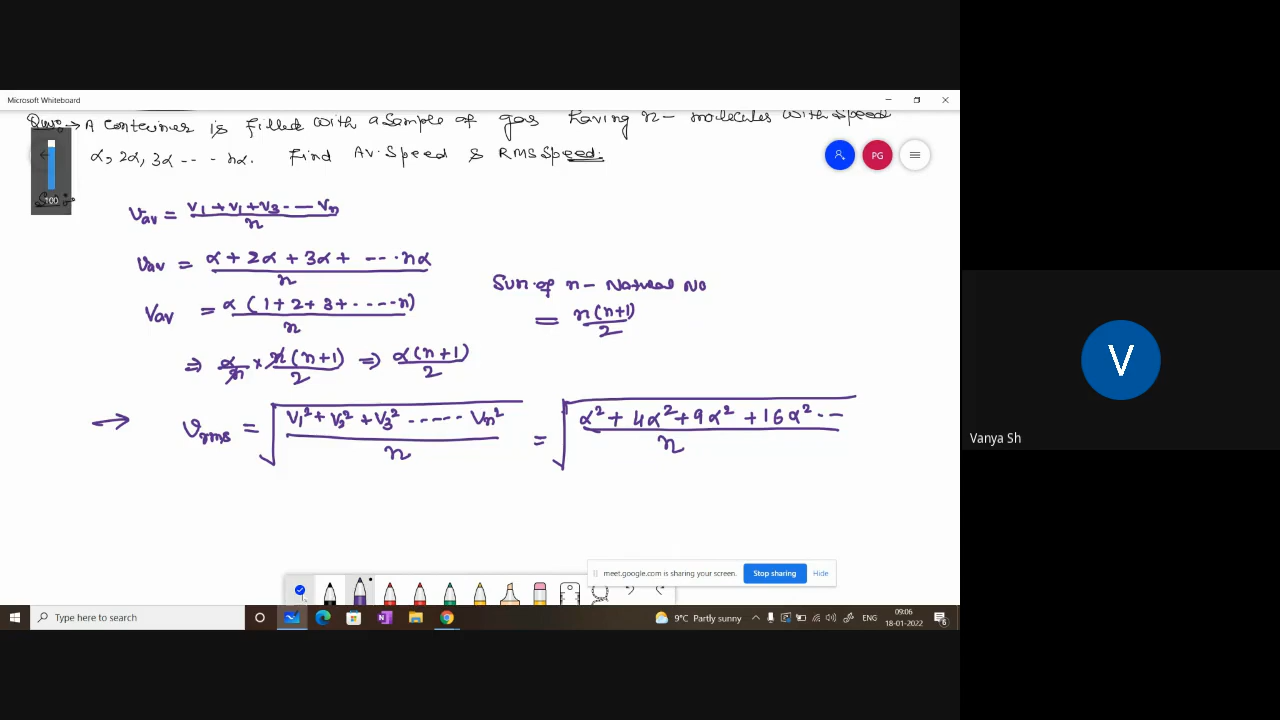 Microsoft Whiteboard
Ques → A Container is filled with a Sample of gas having n- molecules with Speed
α, 2α, 3α - - - - nα. Find Av. Speed & RMS Speed.
PG
100
Vav = V1 + V1 + V3 - - - Vn / n
Vav = α + 2α + 3α + - - - . nα / n
Vav = α (1 + 2 + 3 + - - - - n) / n
Sum of n- Natural No
= n(n+1) / 2
⇒ α / n × n(n+1) / 2 ⇒ α(n+1) / 2
→ Vrms = √ V1² + V2² + V3² - - - - - - Vn² / n = √ α² + 4α² + 9α² + 16α² - - - / n
V
Vanya Sh
meet.google.com is sharing your screen.
Stop sharing
Hide
Type here to search
9°C Partly sunny
ENG
09:06
18-01-2022
6